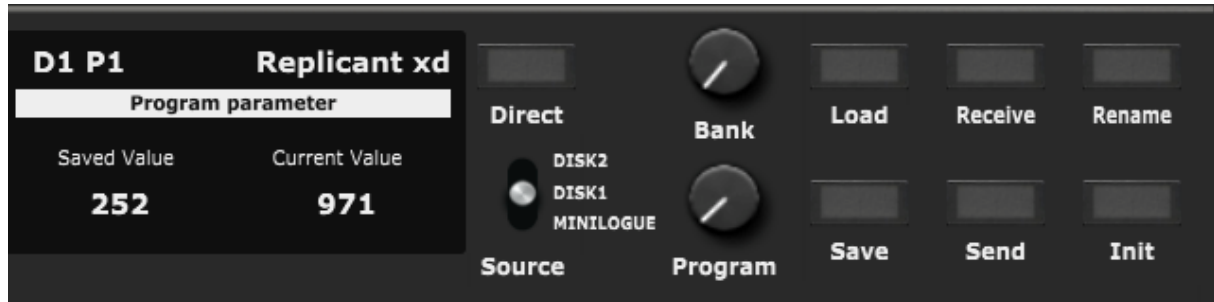 D1 P1 Replicant xd
Program parameter
Saved Value Current Value
252 971
Direct
DISK2
DISK1
MINILOGUE
Source
Bank
Program
Load Receive Rename
Save Send Init